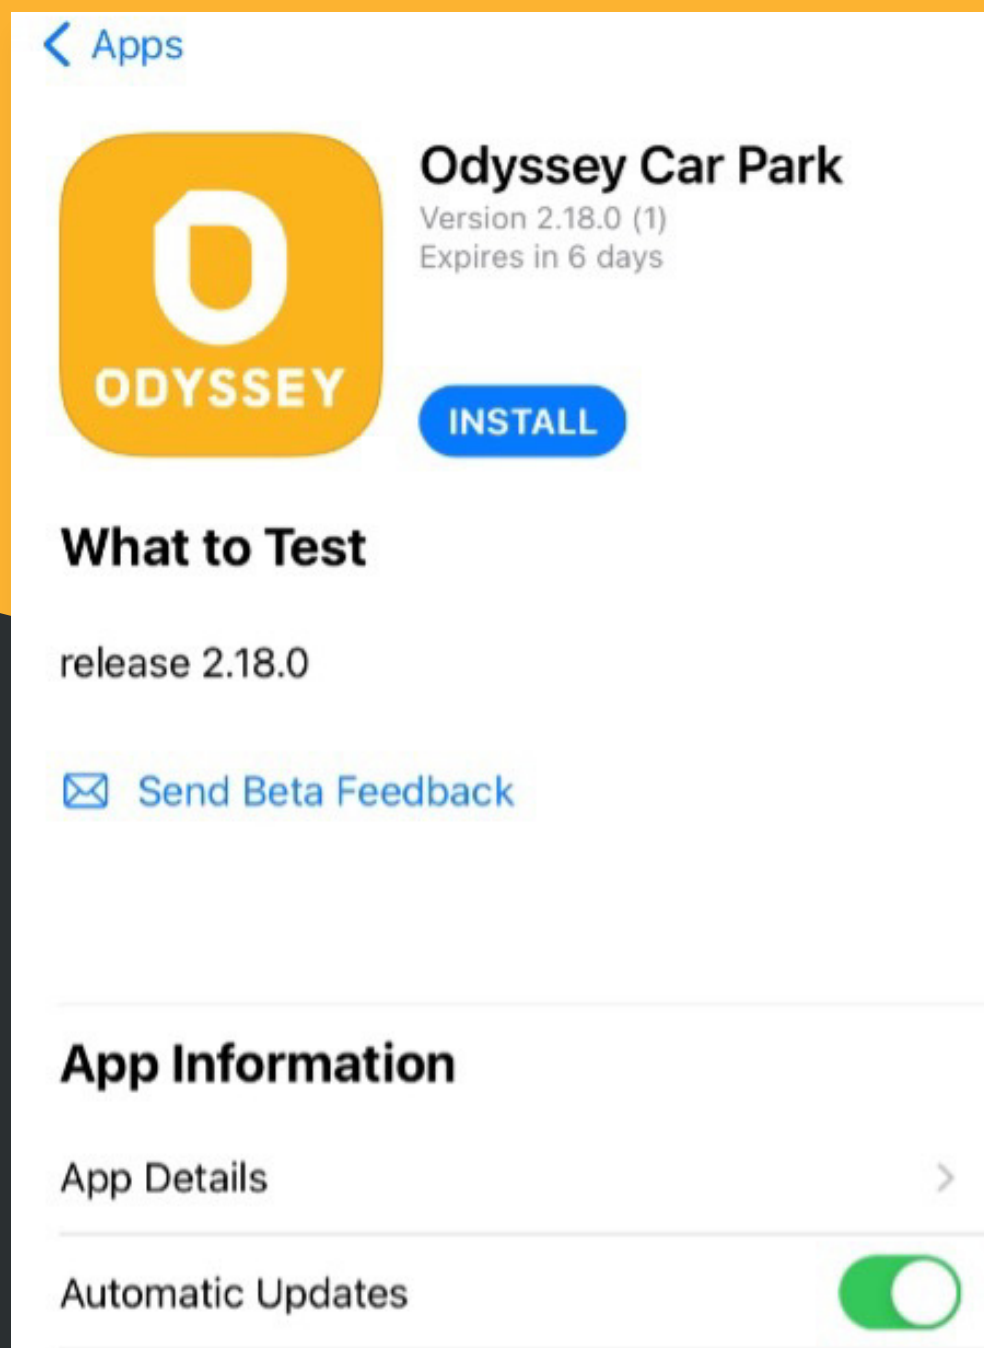 Apps
Odyssey Car Park
Version 2.18.0 (1)
Expires in 6 days
ODYSSEY
INSTALL
What to Test
release 2.18.0
Send Beta Feedback
App Information
App Details
Automatic Updates